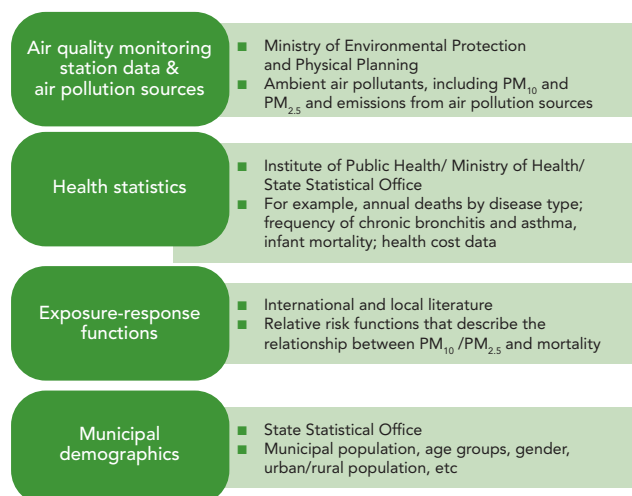 Air quality monitoring
station data &
air pollution sources
■ Ministry of Environmental Protection
and Physical Planning
■ Ambient air pollutants, including PM₁₀ and
PM₂.₅ and emissions from air pollution sources
Health statistics
■ Institute of Public Health/ Ministry of Health/
State Statistical Office
■ For example, annual deaths by disease type;
frequency of chronic bronchitis and asthma,
infant mortality; health cost data
Exposure-response
functions
■ International and local literature
■ Relative risk functions that describe the
relationship between PM₁₀ /PM₂.₅ and mortality
Municipal
demographics
■ State Statistical Office
■ Municipal population, age groups, gender,
urban/rural population, etc